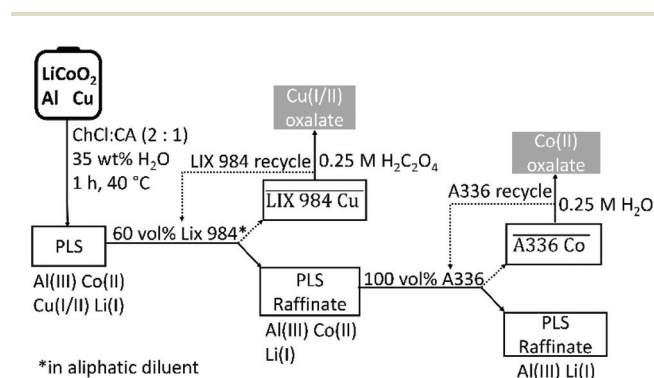 LiCoO₂
Al Cu
ChCl:CA (2 : 1)
35 wt% H₂O
1 h, 40 °C
PLS
Al(III) Co(II)
Cu(I/II) Li(I)
60 vol% Lix 984*
LIX 984 recycle
Cu(I/II)
oxalate
0.25 M H₂C₂O₄
LIX 984 Cu
PLS
Raffinate
Al(III) Co(II)
Li(I)
100 vol% A336
A336 recycle
Co(II)
oxalate
0.25 M H₂O
A336 Co
PLS
Raffinate
Al(III) Li(I)
*in aliphatic diluent